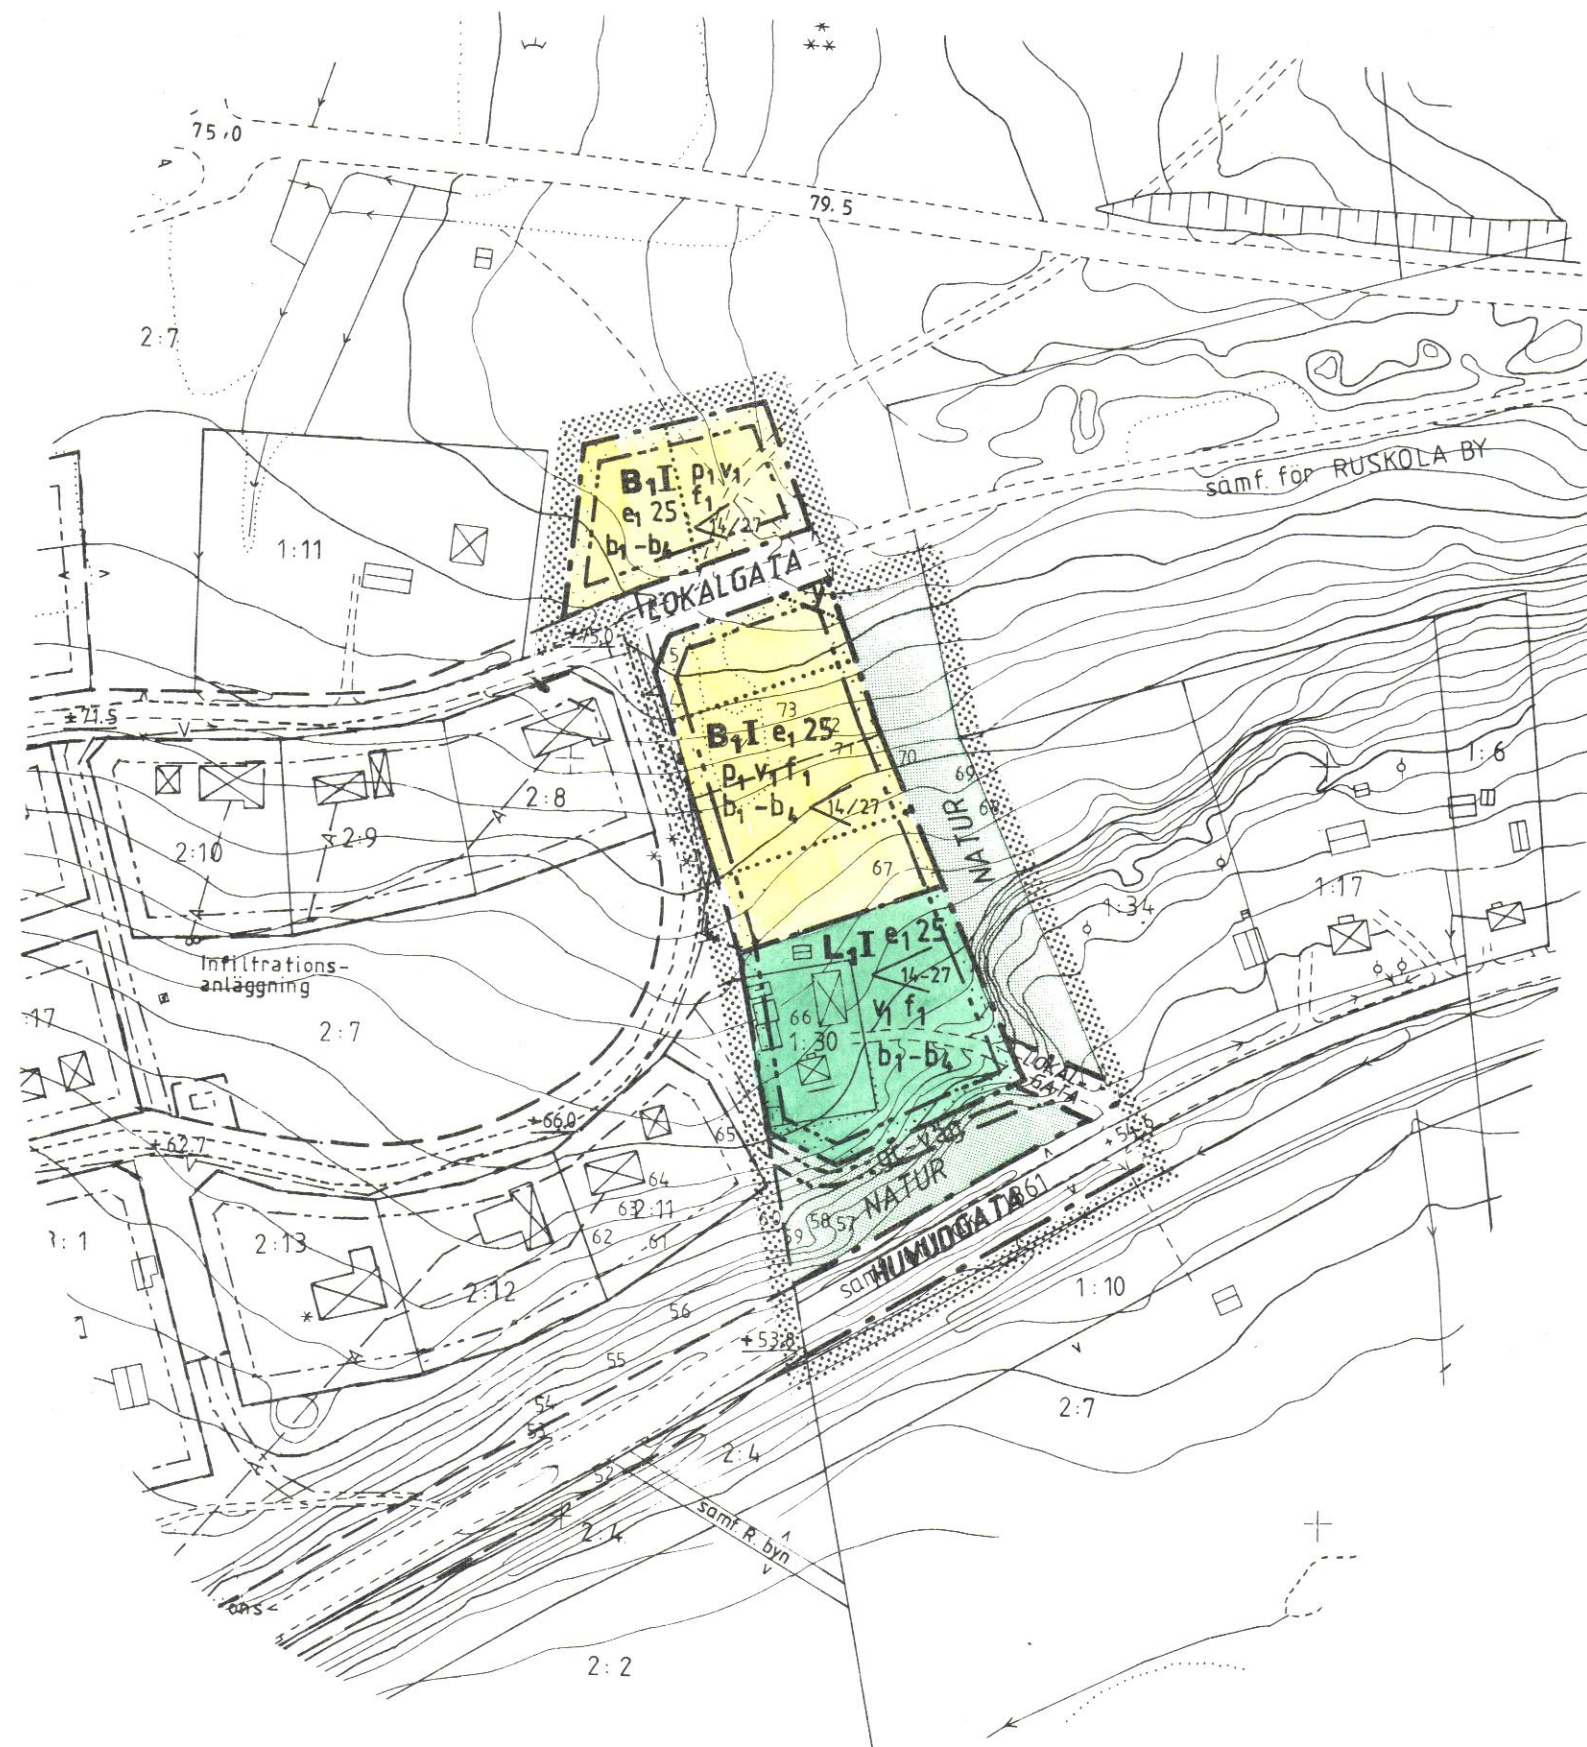 75,0
79.5
2:7
samf. för RUSKOLA BY
B₁I p₁ v₁
e₁ 25 f₁
14/27
b₁-b₄
1:11
LOKALGATA
+75.0
±71.5
73
B₁I e₁ 25
71
p₁ v₁ f₁
b₁-b₄
14/27
70
69
68
NATUR
1:6
2:8
2:9
2:10
67
1:17
1:34
L₁I e₁ 25
14-27
v₁ f₁
66
1:30
b₁-b₄
Infiltrations-
anläggning
2:7
:17
LOKAL-
GATA
+66.0
+62.7
65
64
63
2:11
62
61
60
59
58
57
NATUR
HUVUDGATA
2:13
2:12
1:10
56
+53.8
55
54
53
52
2:7
2:4
2:4
samf. R. byn
ons
2:2